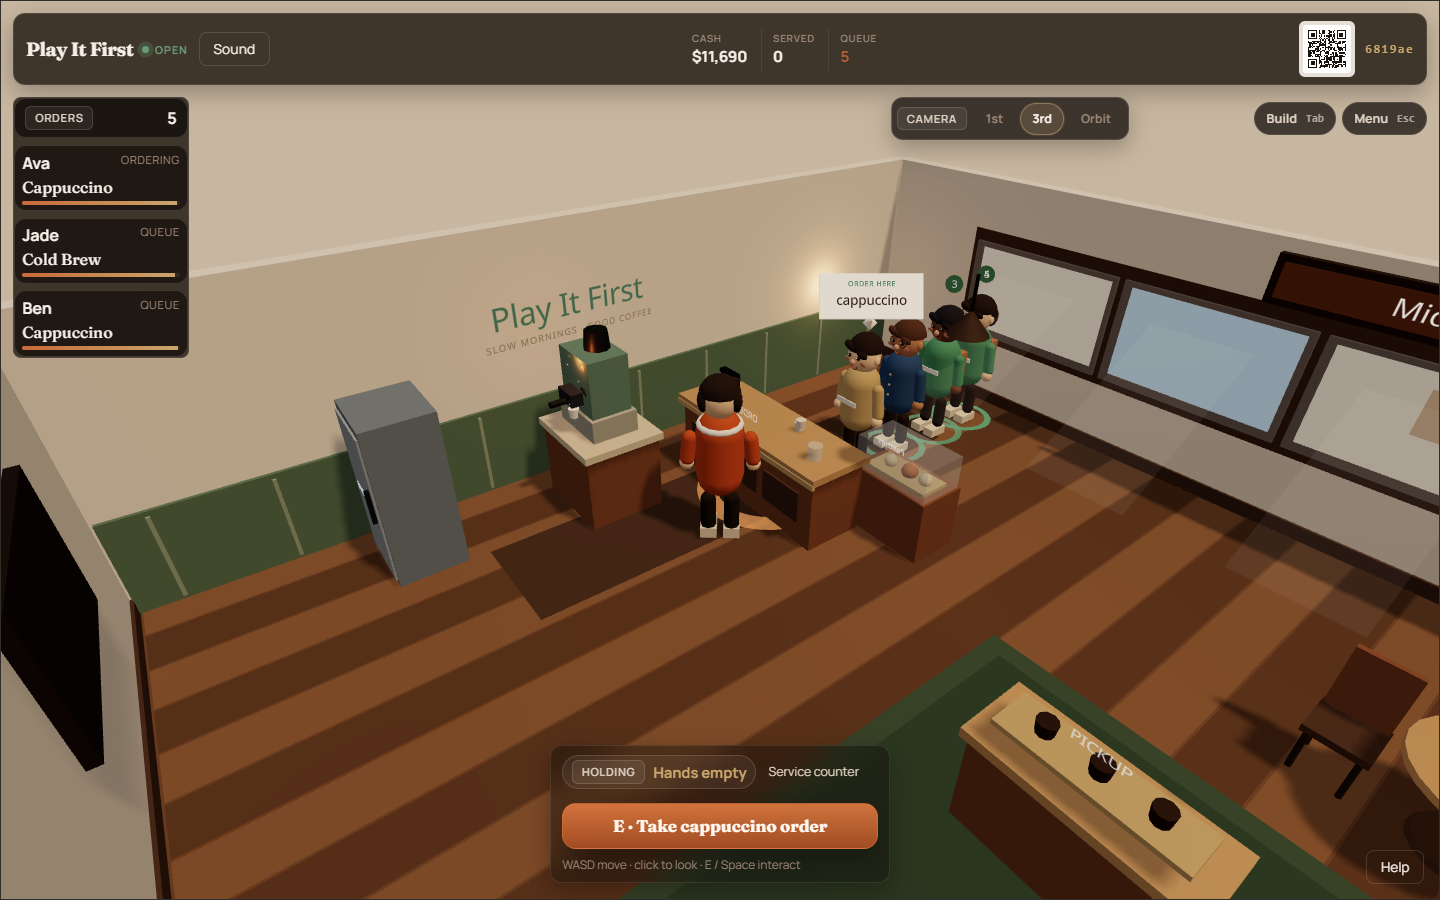 Play It First
OPEN
Sound
CASH
$11,690
SERVED
0
QUEUE
5
6819ae
ORDERS
5
CAMERA
1st
3rd
Orbit
Build Tab
Menu Esc
Ava
ORDERING
Cappuccino
Jade
QUEUE
Cold Brew
Ben
QUEUE
Cappuccino
Play It First
SLOW MORNINGS GOOD COFFEE
ORDER HERE
cappuccino
3
5
Mic
PICKUP
HOLDING
Hands empty
Service counter
E · Take cappuccino order
WASD move · click to look · E / Space interact
Help